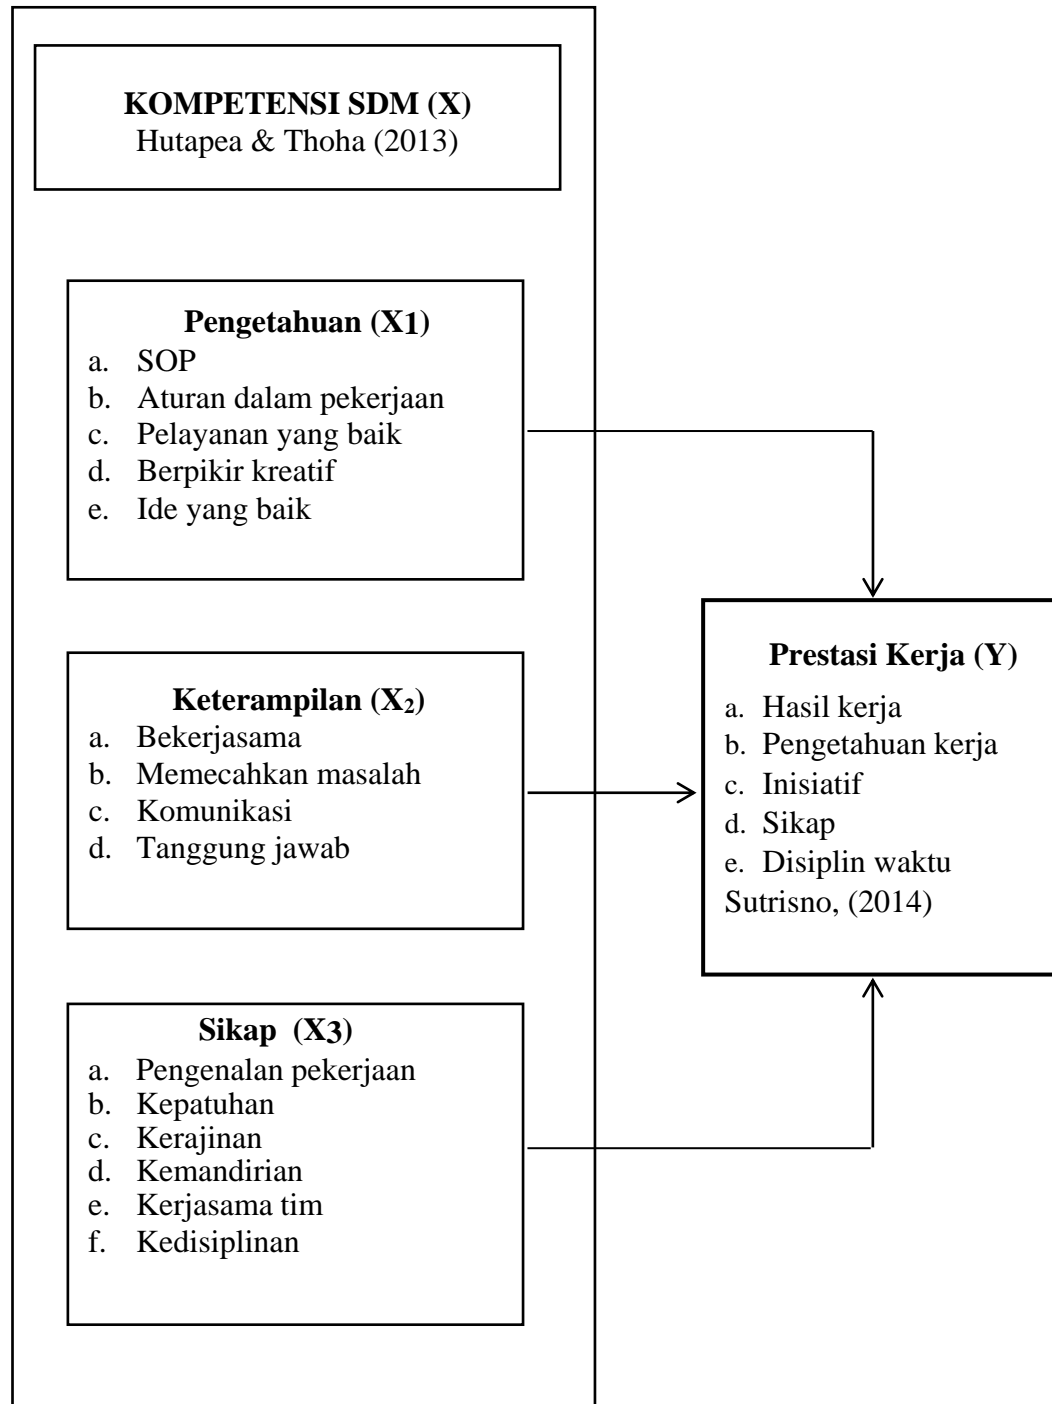 KOMPETENSI SDM (X)
Hutapea & Thoha (2013)
Pengetahuan (X1)
a. SOP
b. Aturan dalam pekerjaan
c. Pelayanan yang baik
d. Berpikir kreatif
e. Ide yang baik
Keterampilan (X₂)
a. Bekerjasama
b. Memecahkan masalah
c. Komunikasi
d. Tanggung jawab
Sikap (X3)
a. Pengenalan pekerjaan
b. Kepatuhan
c. Kerajinan
d. Kemandirian
e. Kerjasama tim
f. Kedisiplinan
Prestasi Kerja (Y)
a. Hasil kerja
b. Pengetahuan kerja
c. Inisiatif
d. Sikap
e. Disiplin waktu
Sutrisno, (2014)